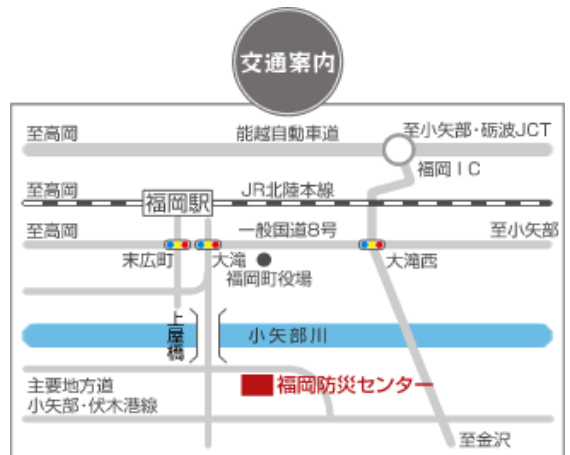 交通案内
至高岡
能越自動車道
至小矢部・砺波JCT
福岡IC
至高岡
JR北陸本線
福岡駅
至高岡
一般国道8号
至小矢部
末広町
大滝
福岡町役場
大滝西
上屋橋
小矢部川
主要地方道
小矢部・伏木港線
福岡防災センター
至金沢